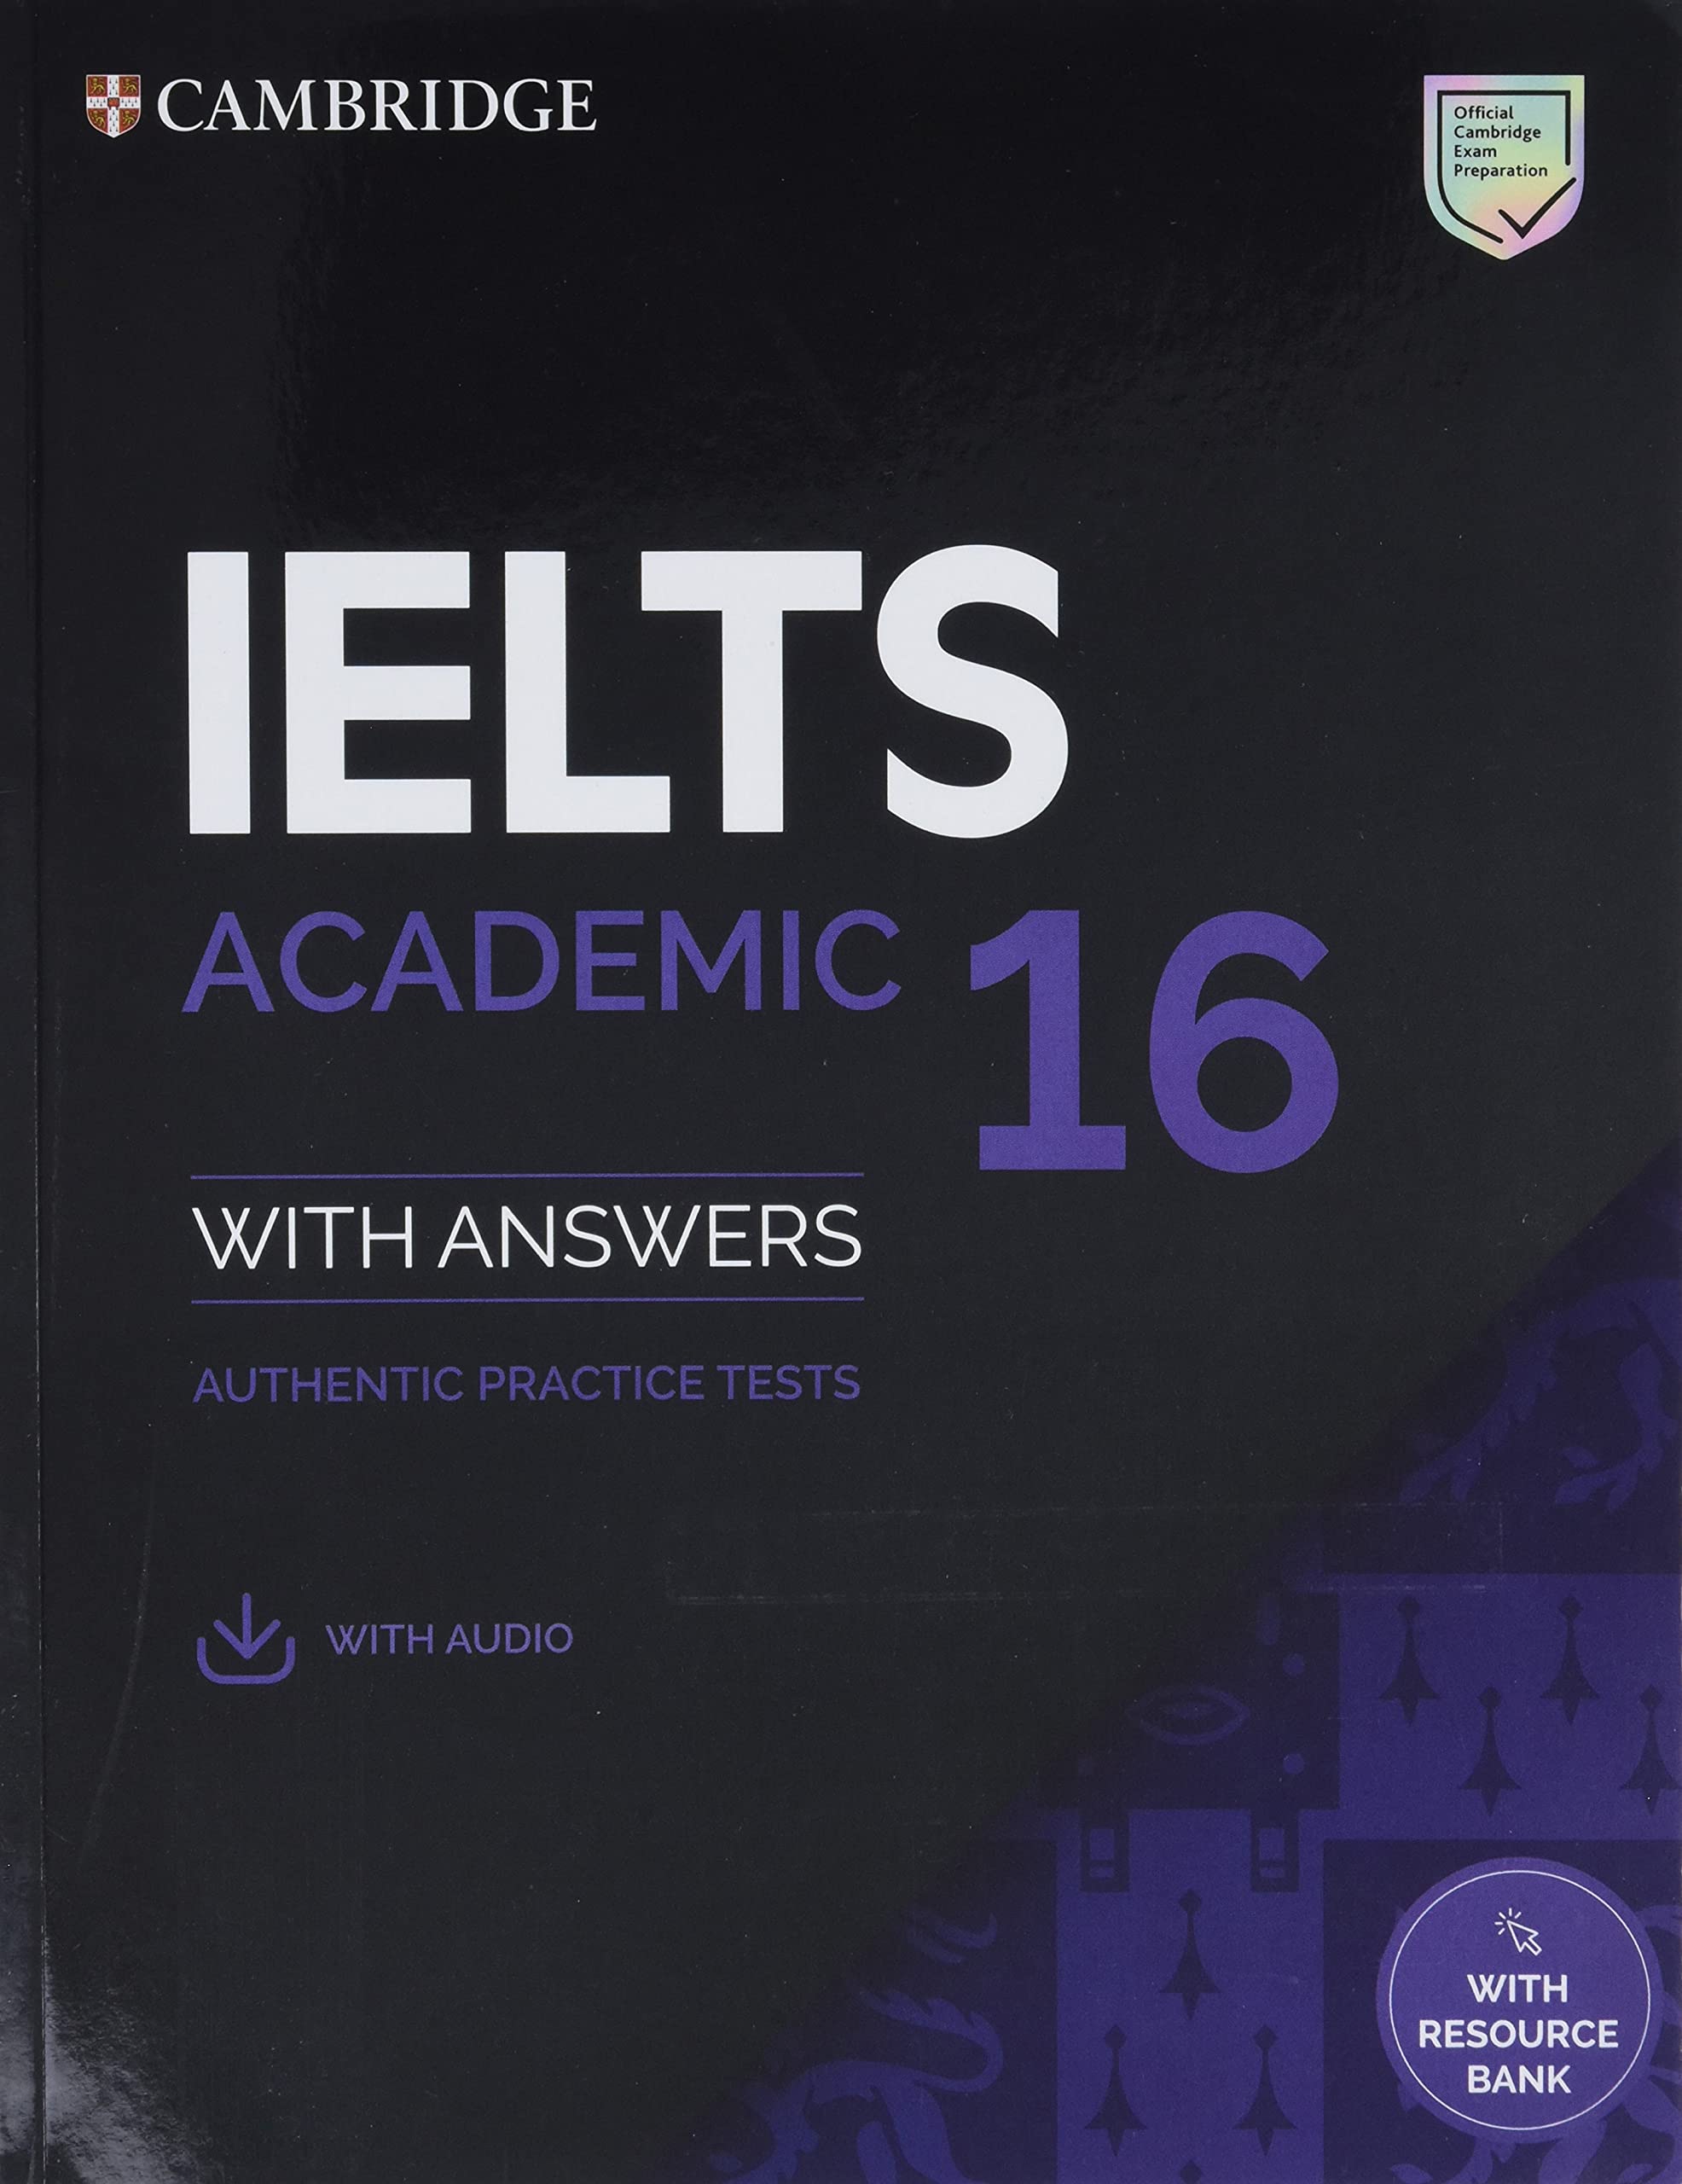 CAMBRIDGE
Official
Cambridge
Exam
Preparation
IELTS
ACADEMIC 16
WITH ANSWERS
AUTHENTIC PRACTICE TESTS
WITH AUDIO
WITH
RESOURCE
BANK